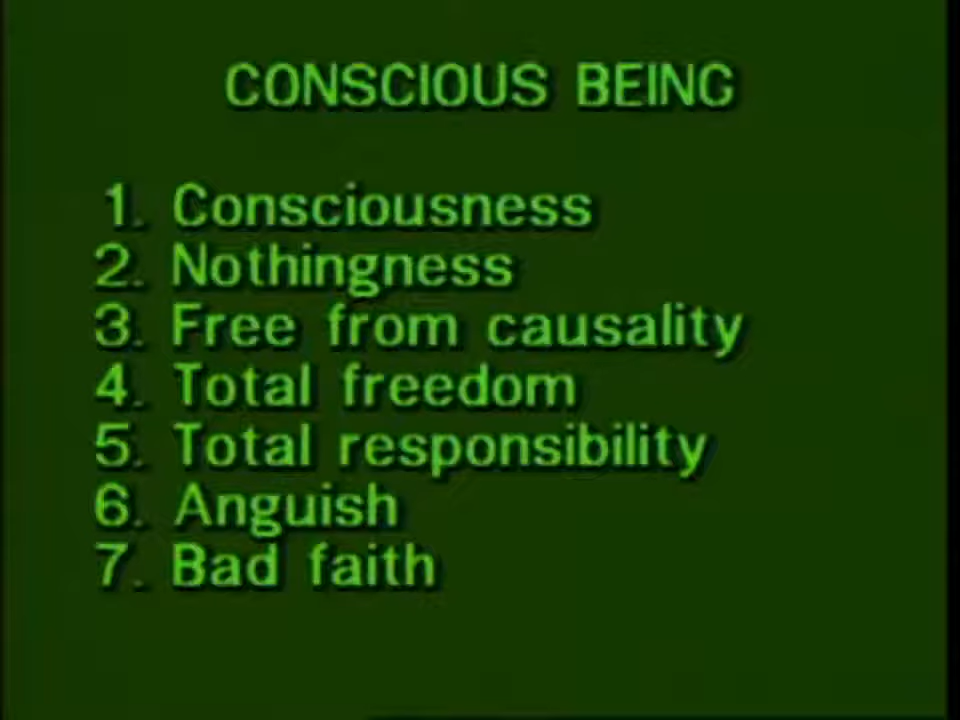 CONSCIOUS BEING
1. Consciousness
2. Nothingness
3. Free from causality
4. Total freedom
5. Total responsibility
6. Anguish
7. Bad faith